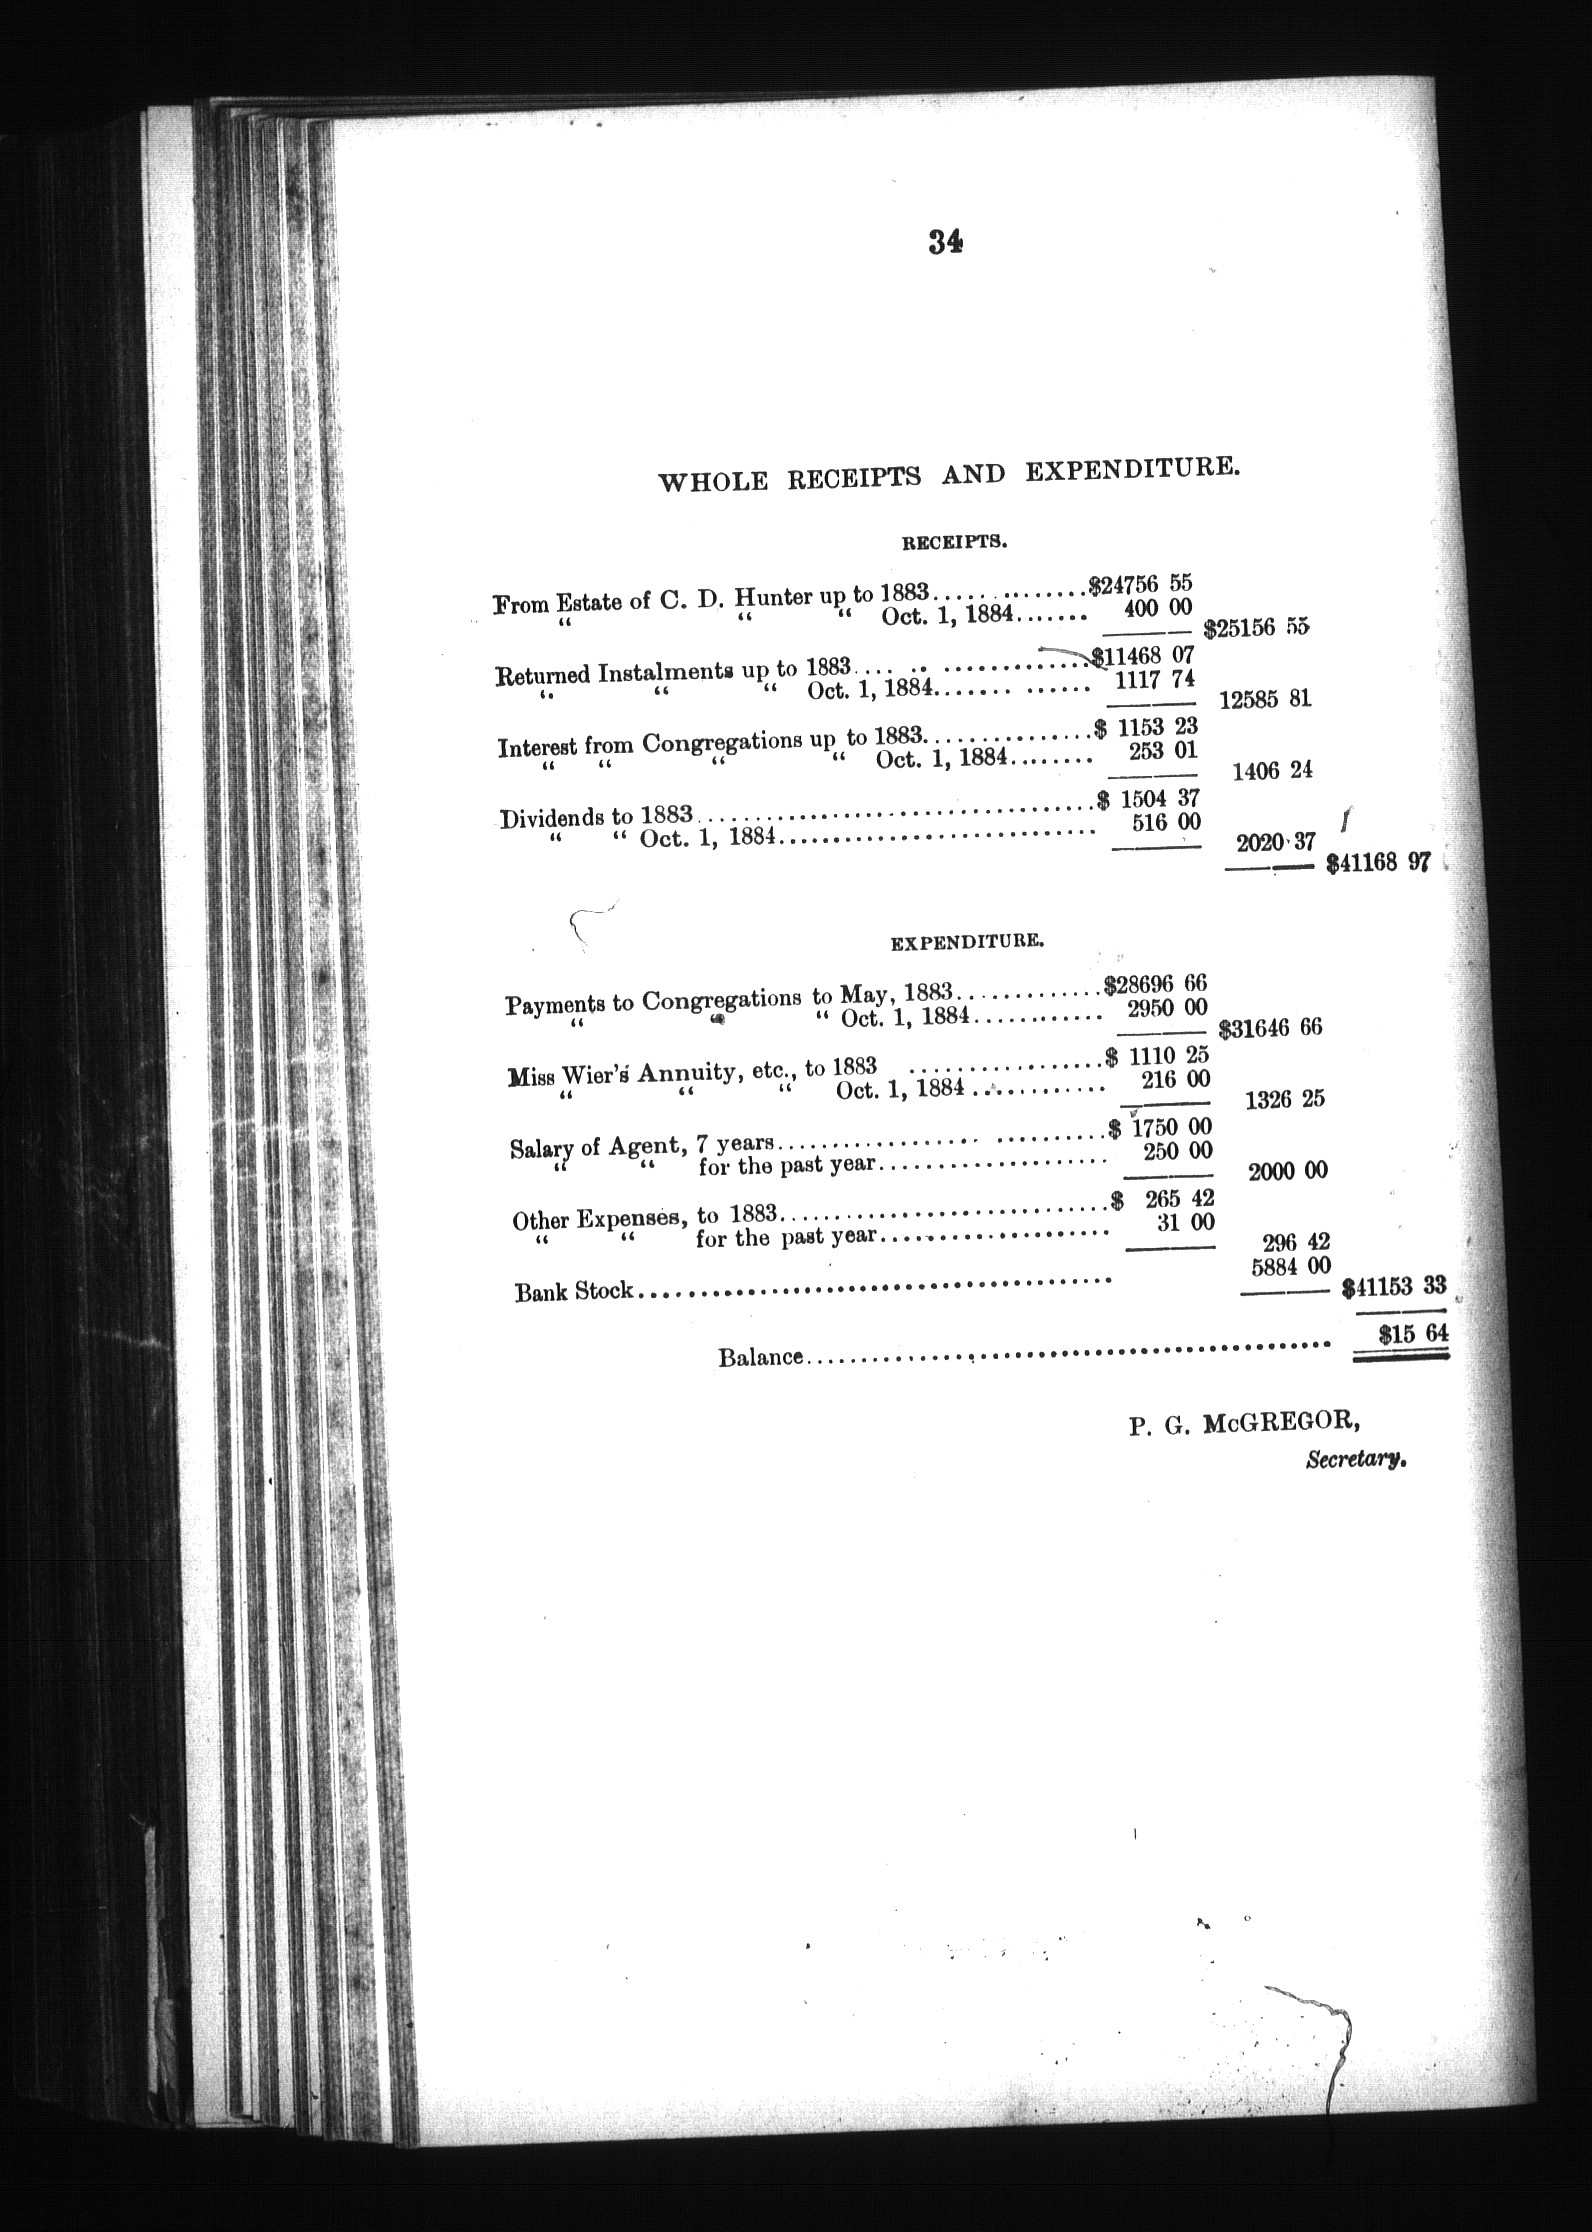 34
WHOLE RECEIPTS AND EXPENDITURE.
RECEIPTS.
From Estate of C. D. Hunter up to 1883.................$24756 55
“ “ “ Oct. 1, 1884....... 400 00
$25156 55
Returned Instalments up to 1883....................$11468 07
“ “ “ Oct. 1, 1884............. 1117 74
12585 81
Interest from Congregations up to 1883...............$ 1153 23
“ “ “ “ Oct. 1, 1884........ 253 01
1406 24
Dividends to 1883....................................$ 1504 37
“ “ Oct. 1, 1884............................ 516 00
2020 37
$41168 97
EXPENDITURE.
Payments to Congregations to May, 1883..............$28696 66
“ “ “ Oct. 1, 1884............ 2950 00
$31646 66
Miss Wier's Annuity, etc., to 1883 ..................$ 1110 25
“ “ “ Oct. 1, 1884............ 216 00
1326 25
Salary of Agent, 7 years.............................$ 1750 00
“ “ for the past year..................... 250 00
2000 00
Other Expenses, to 1883..............................$ 265 42
“ “ for the past year..................... 31 00
296 42
5884 00
Bank Stock.......................................
$41153 33
Balance.................................................. $15 64
P. G. McGREGOR,
Secretary.